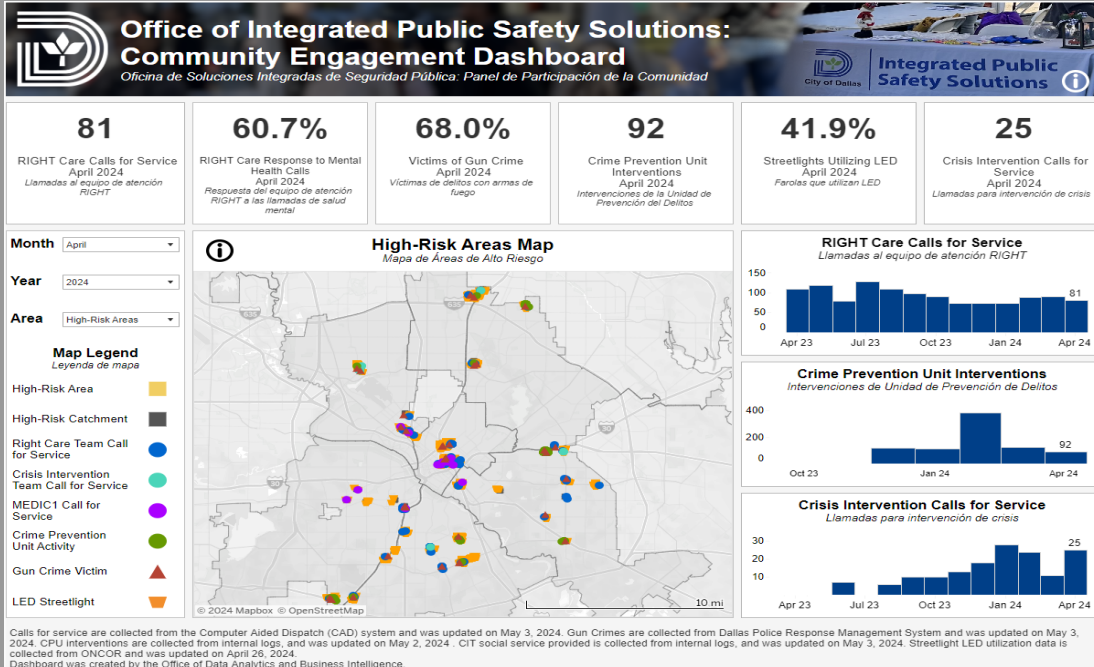 Office of Integrated Public Safety Solutions:
Community Engagement Dashboard
Oficina de Soluciones Integradas de Seguridad Pública: Panel de Participación de la Comunidad
City of Dallas
Integrated Public
Safety Solutions
81
RIGHT Care Calls for Service
April 2024
Llamadas al equipo de atención
RIGHT
60.7%
RIGHT Care Response to Mental
Health Calls
April 2024
Respuesta del equipo de atención
RIGHT a las llamadas de salud
mental
68.0%
Victims of Gun Crime
April 2024
Víctimas de delitos con armas de
fuego
92
Crime Prevention Unit
Interventions
April 2024
Intervenciones de la Unidad de
Prevención del Delitos
41.9%
Streetlights Utilizing LED
April 2024
Farolas que utilizan LED
25
Crisis Intervention Calls for
Service
April 2024
Llamadas para intervención de crisis
Month
April
Year
2024
Area
High-Risk Areas
Map Legend
Leyenda de mapa
High-Risk Area
High-Risk Catchment
Right Care Team Call
for Service
Crisis Intervention
Team Call for Service
MEDIC1 Call for
Service
Crime Prevention
Unit Activity
Gun Crime Victim
LED Streetlight
High-Risk Areas Map
Mapa de Áreas de Alto Riesgo
30
30
© 2024 Mapbox © OpenStreetMap
10 mi
RIGHT Care Calls for Service
Llamadas al equipo de atención RIGHT
150
100
50
0
81
Apr 23
Jul 23
Oct 23
Jan 24
Apr 24
Crime Prevention Unit Interventions
Intervenciones de Unidad de Prevención de Delitos
400
200
0
92
Oct 23
Jan 24
Apr 24
Crisis Intervention Calls for Service
Llamadas para intervención de crisis
30
20
10
25
Apr 23
Jul 23
Oct 23
Jan 24
Apr 24
Calls for service are collected from the Computer Aided Dispatch (CAD) system and was updated on May 3, 2024. Gun Crimes are collected from Dallas Police Response Management System and was updated on May 3,
2024. CPU interventions are collected from internal logs, and was updated on May 2, 2024 . CIT social service provided is collected from internal logs, and was updated on May 3, 2024. Streetlight LED utilization data is
collected from ONCOR and was updated on April 26, 2024.
Dashboard was created by the Office of Data Analytics and Business Intelligence.